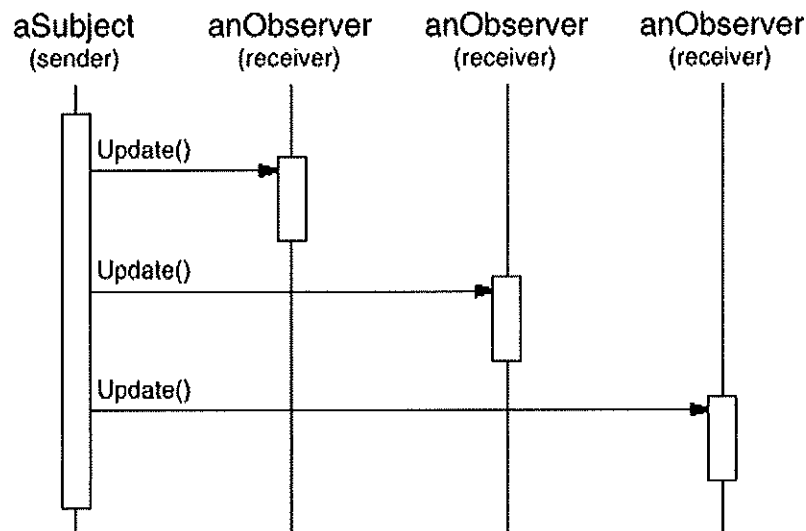 aSubject
(sender)
anObserver
(receiver)
anObserver
(receiver)
anObserver
(receiver)
Update()
Update()
Update()